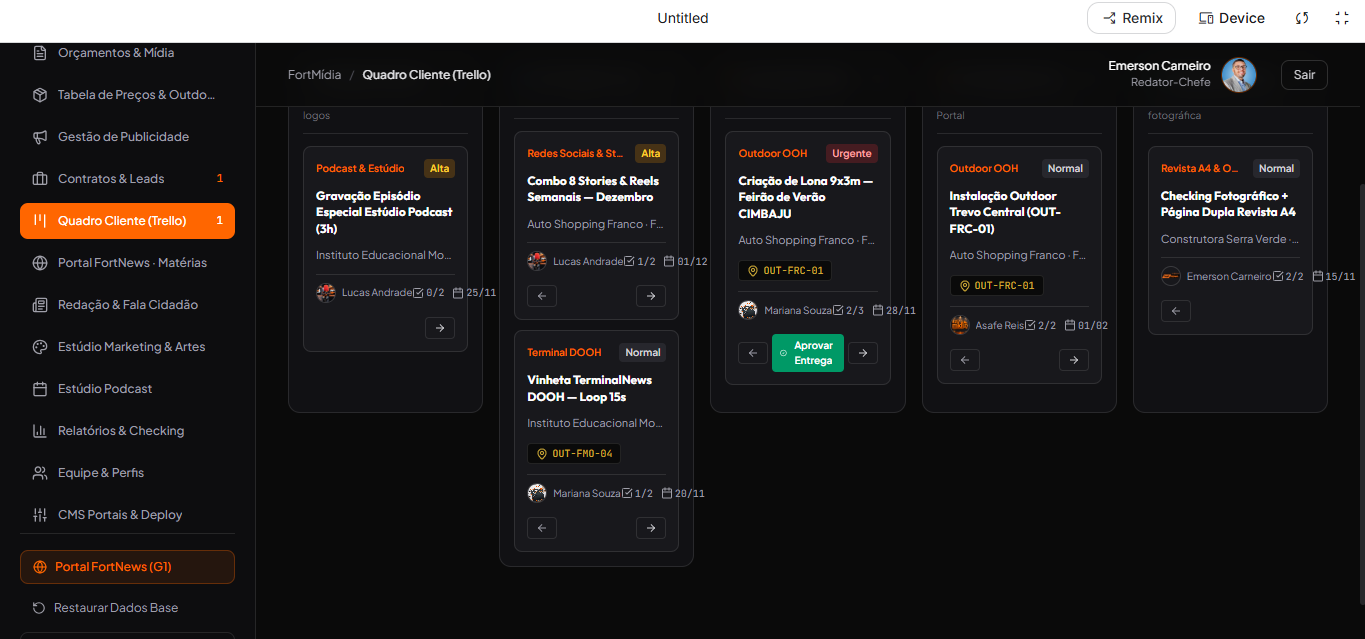 Untitled
Remix
Device
Orçamentos & Mídia
Tabela de Preços & Outdo...
Gestão de Publicidade
Contratos & Leads 1
Quadro Cliente (Trello) 1
Portal FortNews · Matérias
Redação & Fala Cidadão
Estúdio Marketing & Artes
Estúdio Podcast
Relatórios & Checking
Equipe & Perfis
CMS Portais & Deploy
Portal FortNews (G1)
Restaurar Dados Base
FortMídia / Quadro Cliente (Trello)
Emerson Carneiro
Redator-Chefe
Sair
logos
Podcast & Estúdio Alta
Gravação Episódio
Especial Estúdio Podcast
(3h)
Instituto Educacional Mo...
Lucas Andrade 0/2 25/11
Redes Sociais & St... Alta
Combo 8 Stories & Reels
Semanais — Dezembro
Auto Shopping Franco · F...
Lucas Andrade 1/2 01/12
Terminal DOOH Normal
Vinheta TerminalNews
DOOH — Loop 15s
Instituto Educacional Mo...
OUT-FMO-04
Mariana Souza 1/2 20/11
Outdoor OOH Urgente
Criação de Lona 9x3m —
Feirão de Verão
CIMBAJU
Auto Shopping Franco · F...
OUT-FRC-01
Mariana Souza 2/3 28/11
Aprovar
Entrega
Portal
Outdoor OOH Normal
Instalação Outdoor
Trevo Central (OUT-
FRC-01)
Auto Shopping Franco · F...
OUT-FRC-01
Asafe Reis 2/2 01/02
fotográfica
Revista A4 & O... Normal
Checking Fotográfico +
Página Dupla Revista A4
Construtora Serra Verde ·...
Emerson Carneiro 2/2 15/11